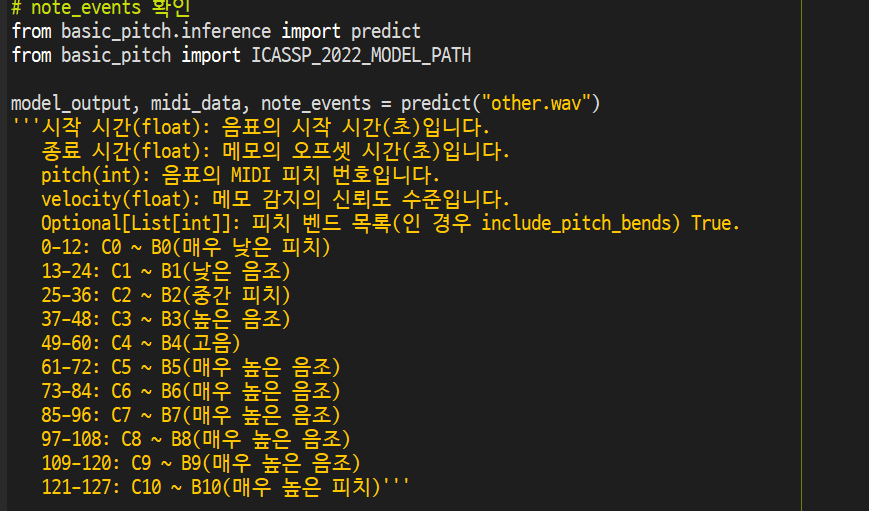 # note_events 확인
from basic_pitch.inference import predict
from basic_pitch import ICASSP_2022_MODEL_PATH
model_output, midi_data, note_events = predict("other.wav")
'''시작 시간(float): 음표의 시작 시간(초)입니다.
종료 시간(float): 메모의 오프셋 시간(초)입니다.
pitch(int): 음표의 MIDI 피치 번호입니다.
velocity(float): 메모 감지의 신뢰도 수준입니다.
Optional[List[int]]: 피치 벤드 목록(인 경우 include_pitch_bends) True.
0-12: C0 ~ B0(매우 낮은 피치)
13-24: C1 ~ B1(낮은 음조)
25-36: C2 ~ B2(중간 피치)
37-48: C3 ~ B3(높은 음조)
49-60: C4 ~ B4(고음)
61-72: C5 ~ B5(매우 높은 음조)
73-84: C6 ~ B6(매우 높은 음조)
85-96: C7 ~ B7(매우 높은 음조)
97-108: C8 ~ B8(매우 높은 음조)
109-120: C9 ~ B9(매우 높은 음조)
121-127: C10 ~ B10(매우 높은 피치)'''